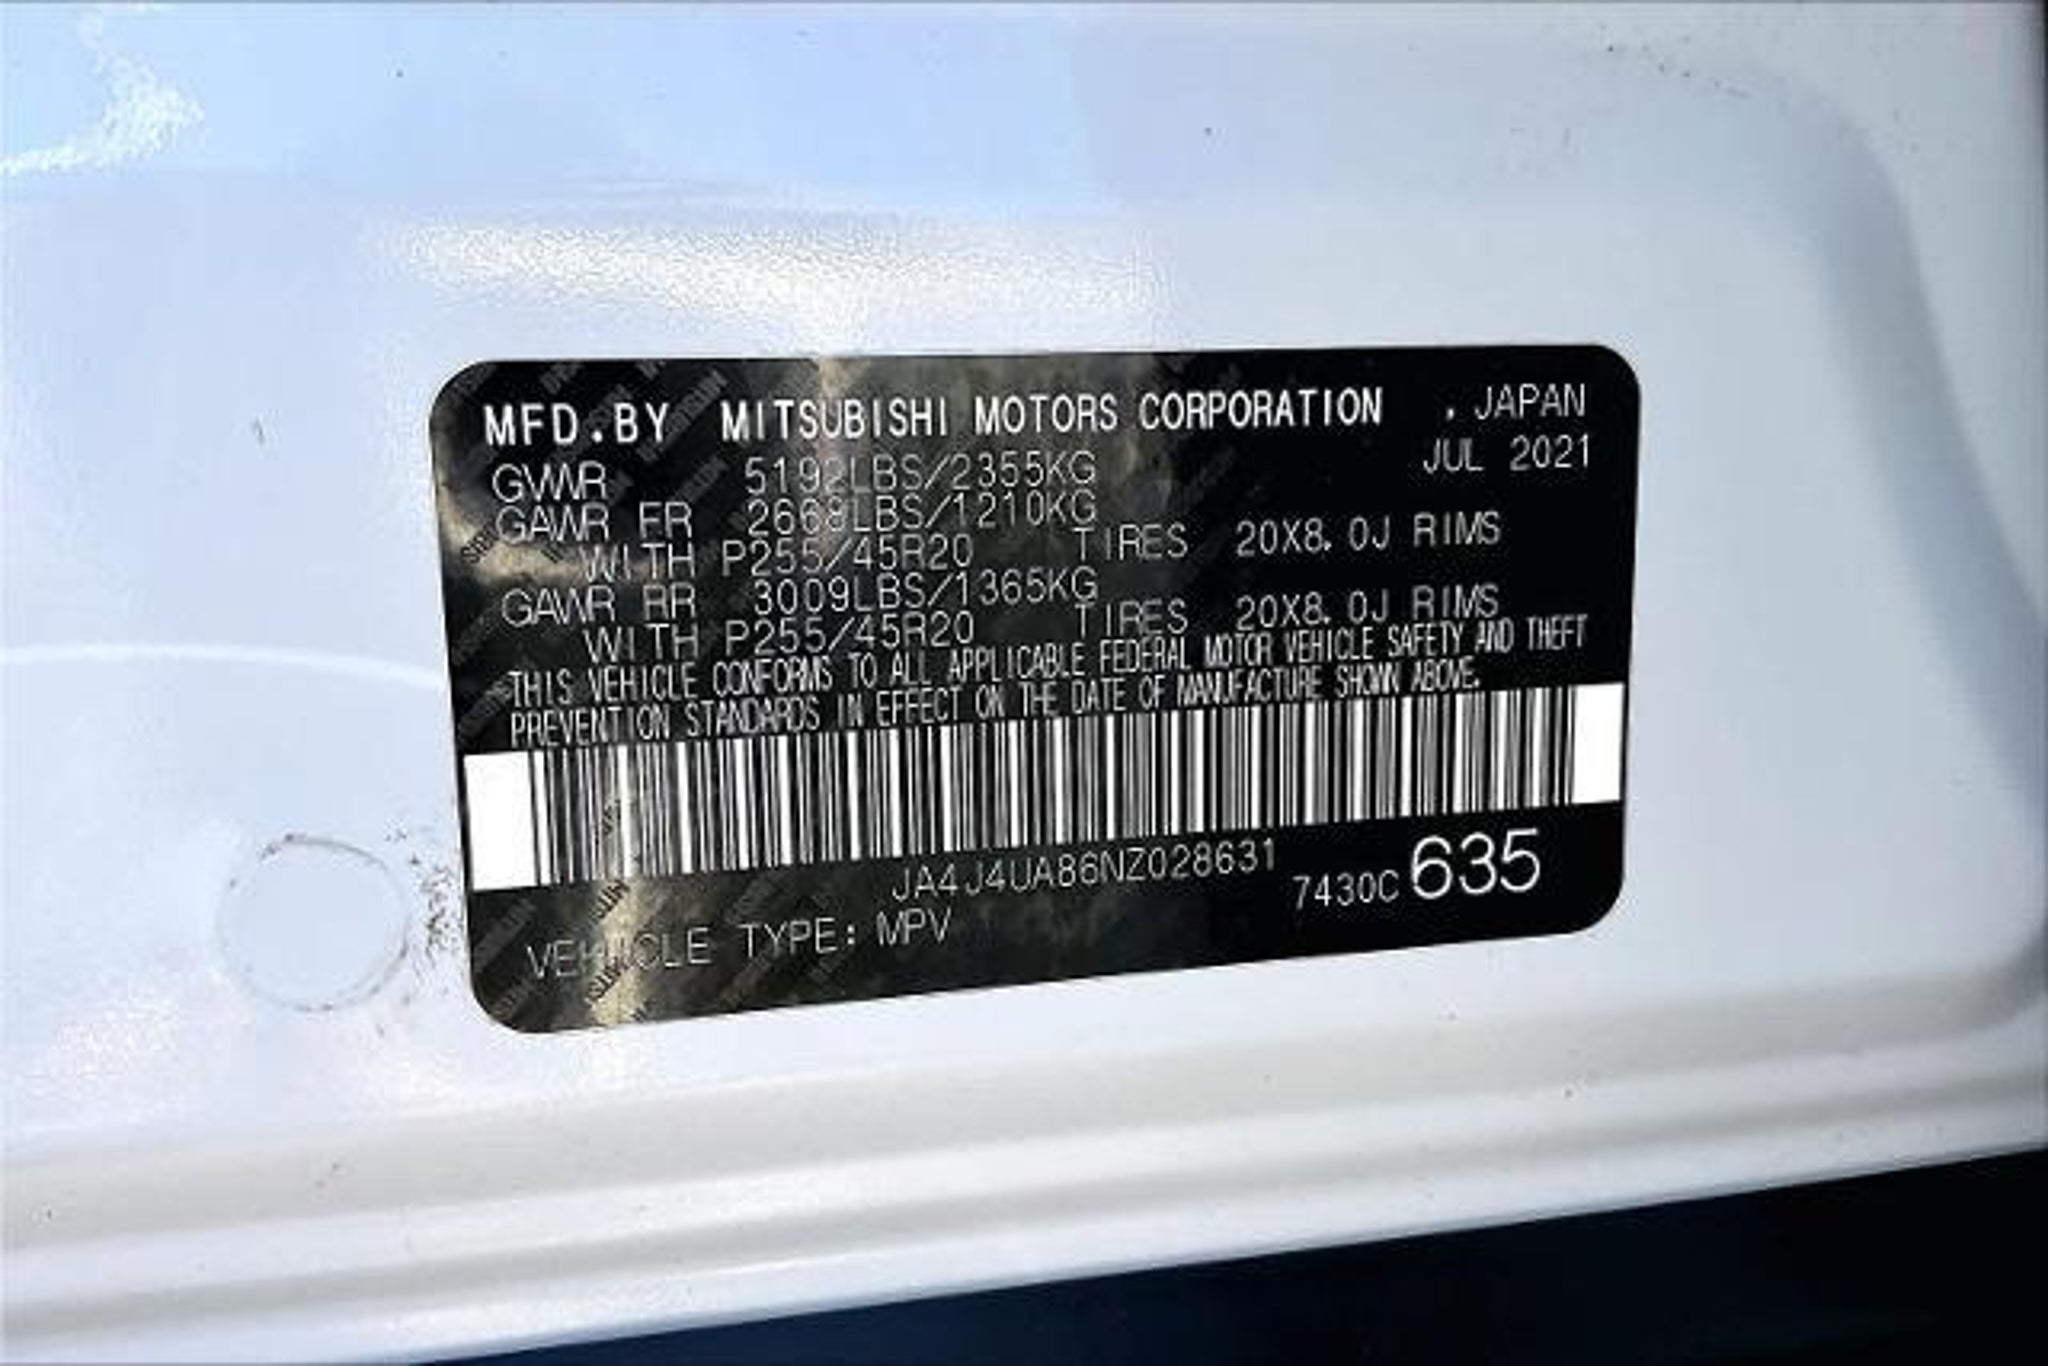 MFD.BY MITSUBISHI MOTORS CORPORATION , JAPAN
JUL 2021
GVWR 5192LBS/2355KG
GAWR FR 2668LBS/1210KG
WITH P255/45R20 TIRES 20X8.0J RIMS
GAWR RR 3009LBS/1365KG
WITH P255/45R20 TIRES 20X8.0J RIMS
THIS VEHICLE CONFORMS TO ALL APPLICABLE FEDERAL MOTOR VEHICLE SAFETY AND THEFT
PREVENTION STANDARDS IN EFFECT ON THE DATE OF MANUFACTURE SHOWN ABOVE.
JA4J4UA86NZ028631
7430C 635
VEHICLE TYPE: MPV